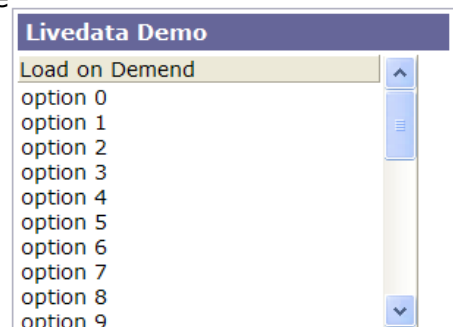 e
Livedata Demo
Load on Demend
option 0
option 1
option 2
option 3
option 4
option 5
option 6
option 7
option 8
option 9